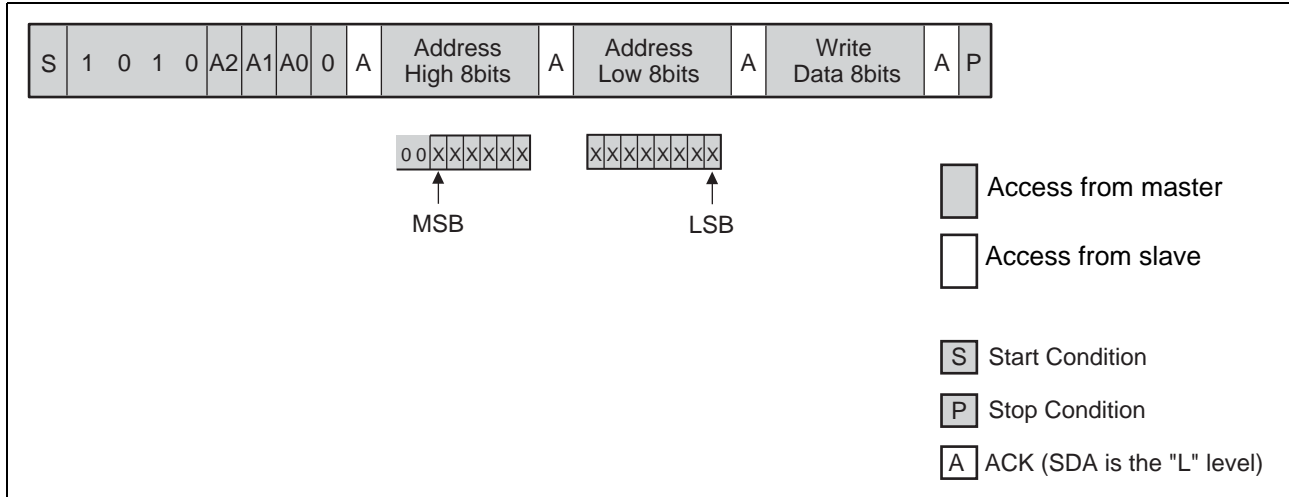 S 1 0 1 0 A2 A1 A0 0 A Address High 8bits A Address Low 8bits A Write Data 8bits A P
0 0 X X X X X X X X X X X X X X
MSB LSB
Access from master
Access from slave
S Start Condition
P Stop Condition
A ACK (SDA is the "L" level)